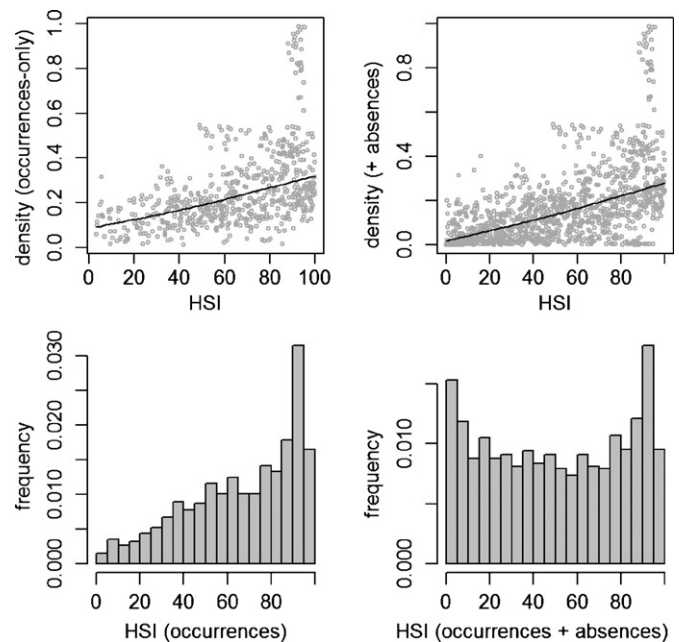 density (occurrences-only)
0.0 0.2 0.4 0.6 0.8 1.0
0 20 40 60 80 100
HSI
density (+ absences)
0.0 0.4 0.8
0 20 40 60 80
HSI
frequency
0.000 0.010 0.020 0.030
0 20 40 60 80
HSI (occurrences)
frequency
0.000 0.010
0 20 40 60 80
HSI (occurrences + absences)